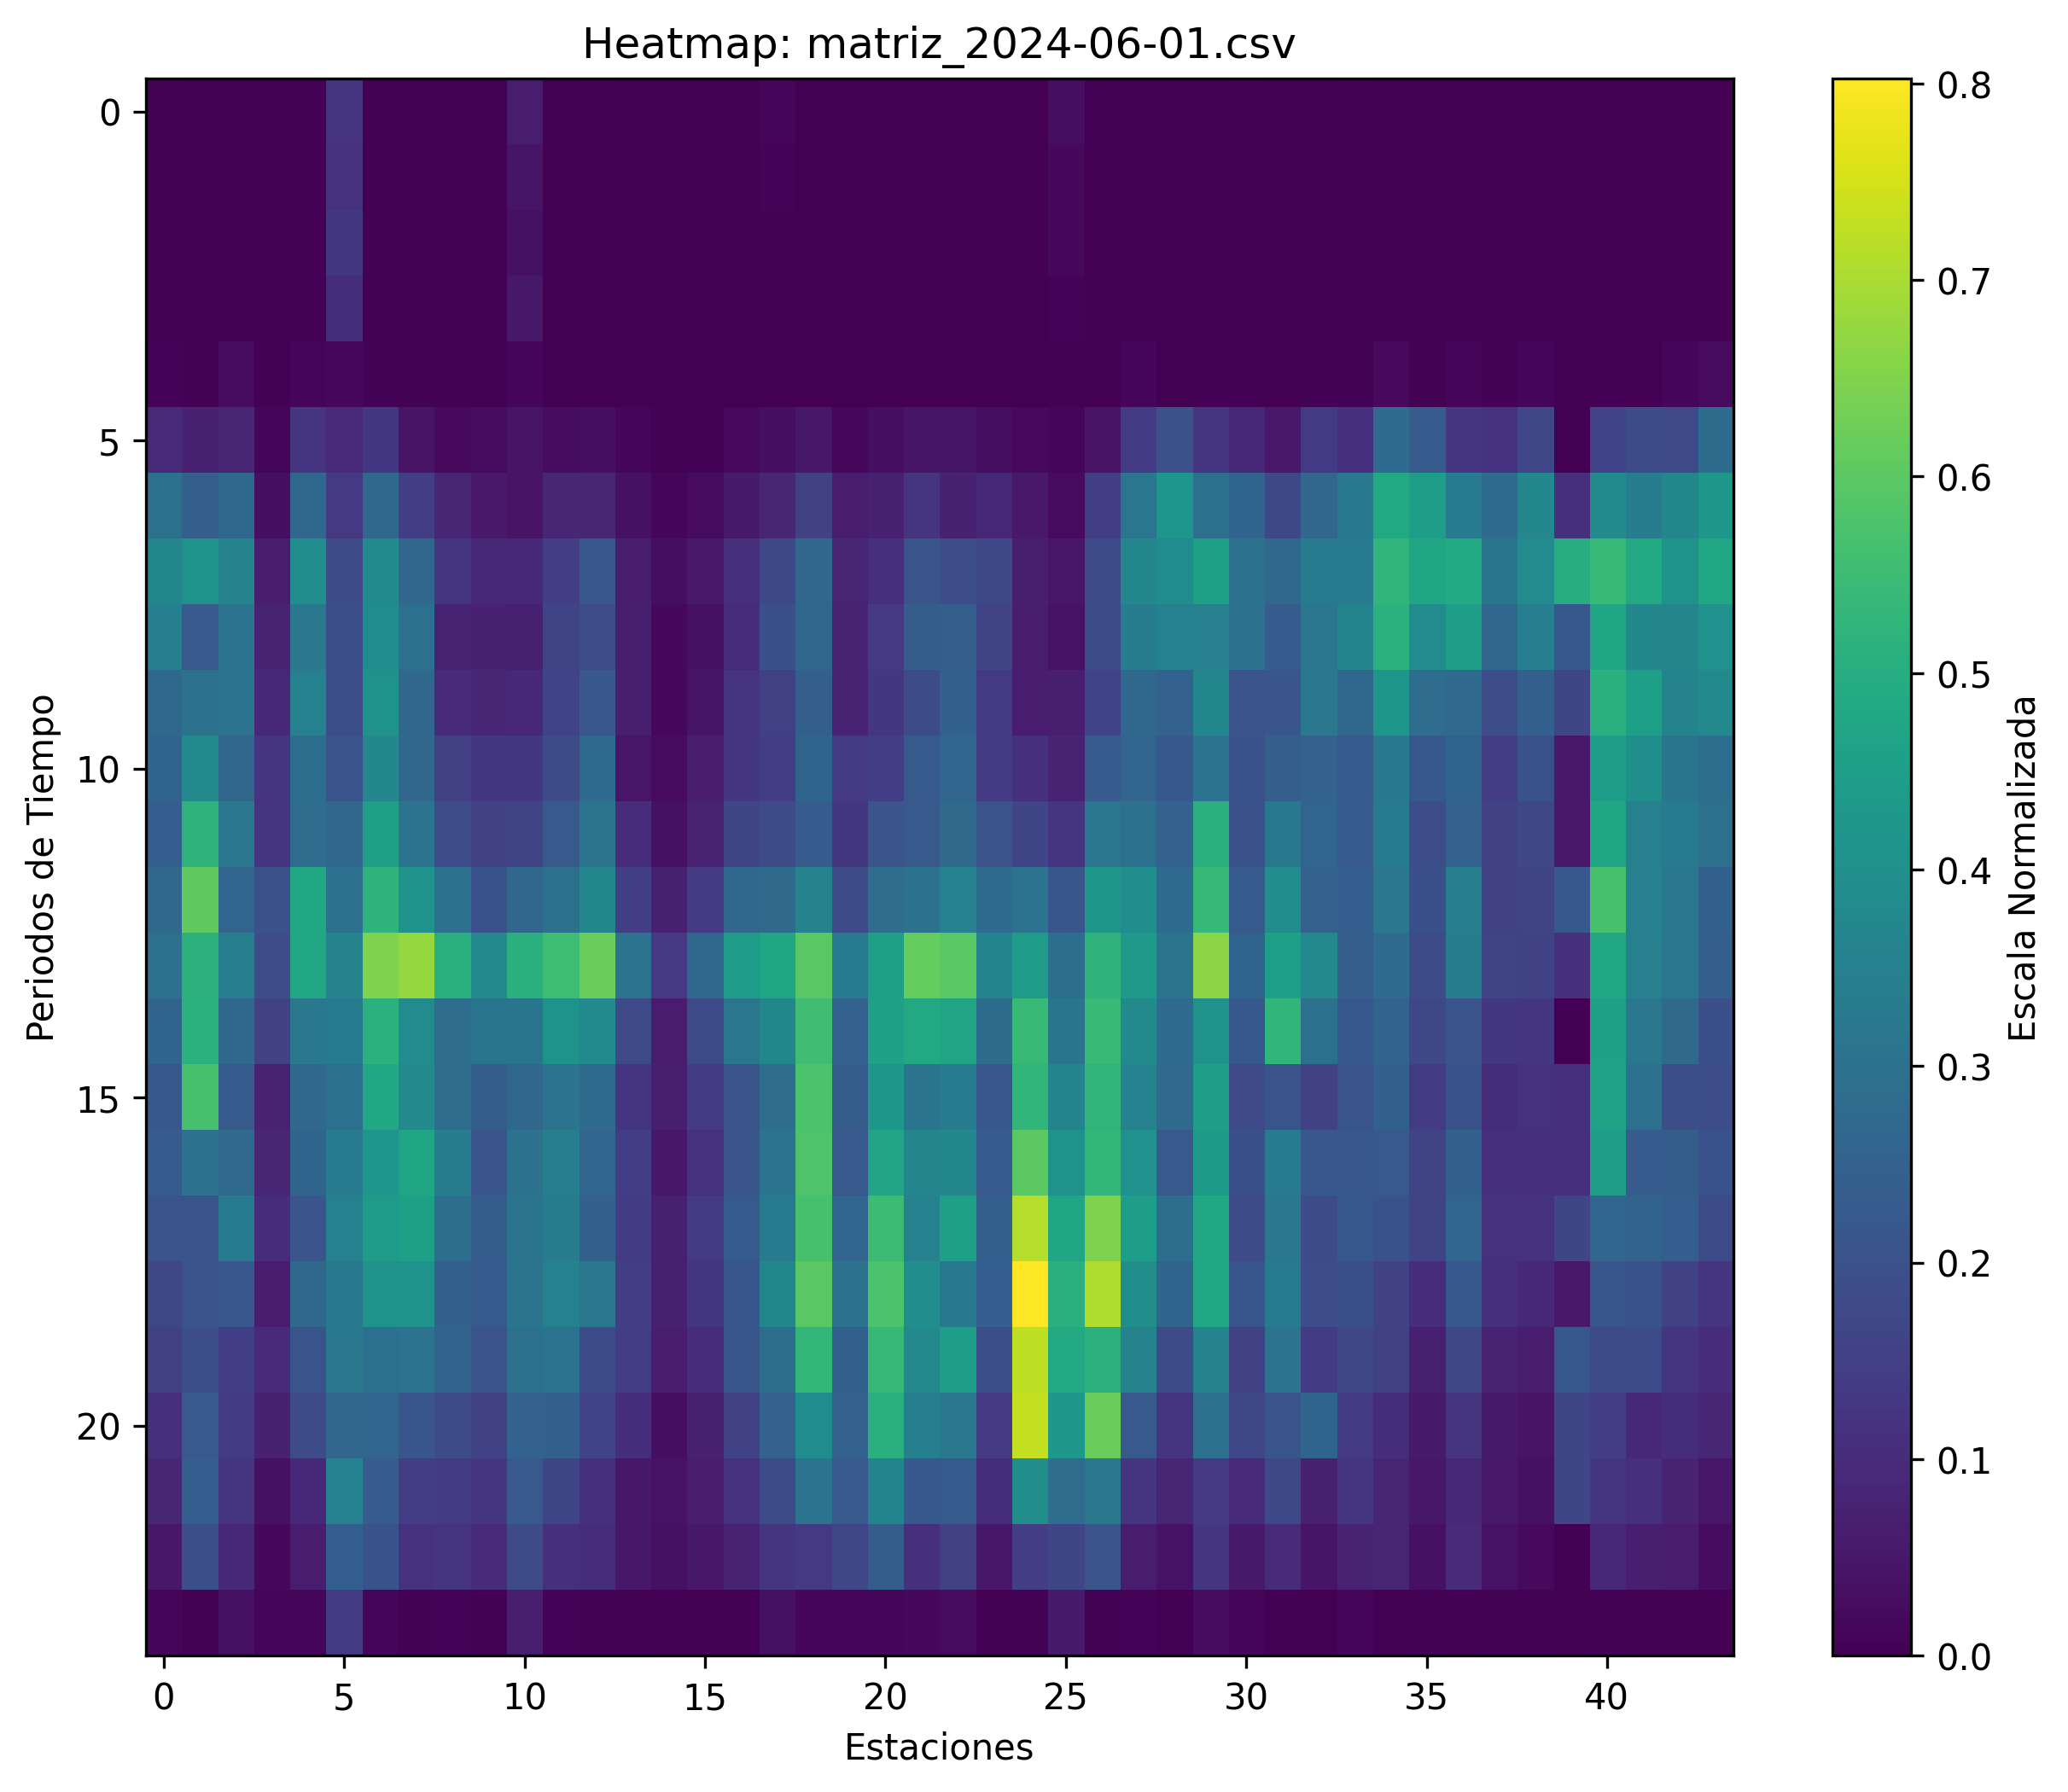 Heatmap: matriz_2024-06-01.csv
Periodos de Tiempo
0
5
10
15
20
0 5 10 15 20 25 30 35 40
Estaciones
0.8
0.7
0.6
0.5
0.4
0.3
0.2
0.1
0.0
Escala Normalizada